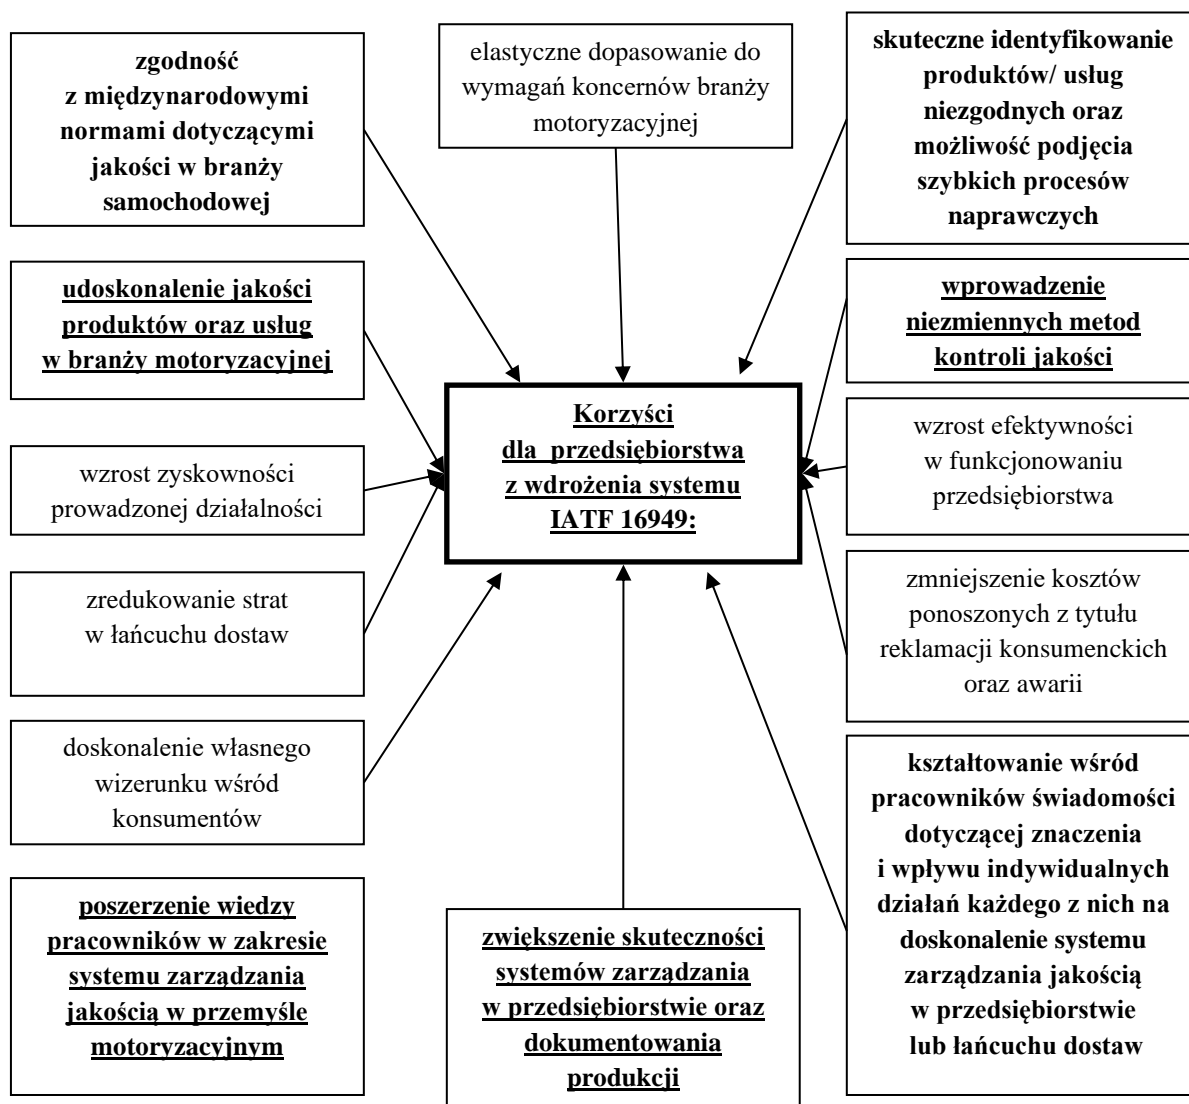 zgodność
z międzynarodowymi
normami dotyczącymi
jakości w branży
samochodowej
elastyczne dopasowanie do
wymagań koncernów branży
motoryzacyjnej
skuteczne identyfikowanie
produktów/ usług
niezgodnych oraz
możliwość podjęcia
szybkich procesów
naprawczych
udoskonalenie jakości
produktów oraz usług
w branży motoryzacyjnej
wprowadzenie
niezmiennych metod
kontroli jakości
Korzyści
dla przedsiębiorstwa
z wdrożenia systemu
IATF 16949:
wzrost zyskowności
prowadzonej działalności
wzrost efektywności
w funkcjonowaniu
przedsiębiorstwa
zredukowanie strat
w łańcuchu dostaw
zmniejszenie kosztów
ponoszonych z tytułu
reklamacji konsumenckich
oraz awarii
doskonalenie własnego
wizerunku wśród
konsumentów
kształtowanie wśród
pracowników świadomości
dotyczącej znaczenia
i wpływu indywidualnych
działań każdego z nich na
doskonalenie systemu
zarządzania jakością
w przedsiębiorstwie
lub łańcuchu dostaw
poszerzenie wiedzy
pracowników w zakresie
systemu zarządzania
jakością w przemyśle
motoryzacyjnym
zwiększenie skuteczności
systemów zarządzania
w przedsiębiorstwie oraz
dokumentowania
produkcji